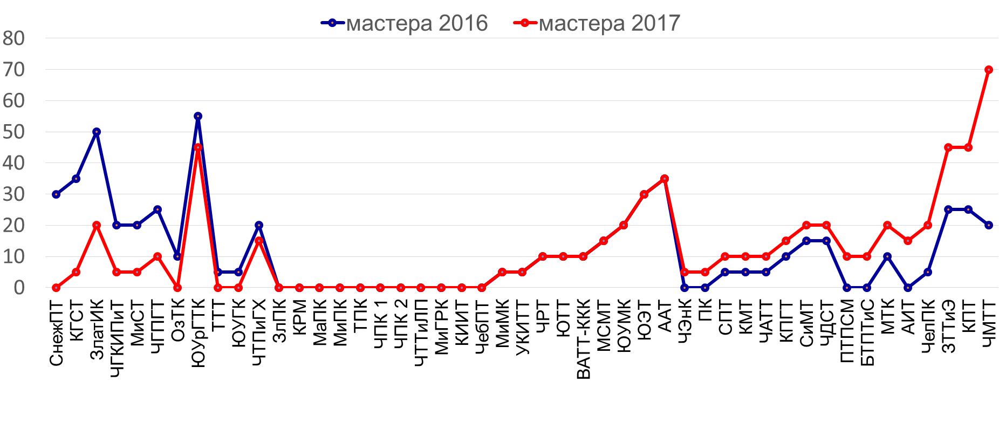 мастера 2016 мастера 2017
80
70
60
50
40
30
20
10
0
СнежПТ
КГСТ
ЗлатИК
ЧГКИПиТ
МиСТ
ЧГПГТ
ОзТК
ЮУрГТК
ТТТ
ЮУГК
ЧТПиГХ
ЗлПК
КРМ
МаПК
МиПК
ТПК
ЧПК 1
ЧПК 2
ЧТТиЛП
МиГРК
КИИТ
ЧебПТ
МиМК
УКИТТ
ЧРТ
ЮТТ
ВАТТ-ККК
МСМТ
ЮУМК
ЮЭТ
ААТ
ЧЭнК
ПК
СПТ
КМТ
ЧАТТ
КПГТ
СиМТ
ЧДСТ
ПТПСМ
БТПТиС
МТК
АИТ
ЧелПК
ЗТТиЭ
КПТ
ЧМТТ